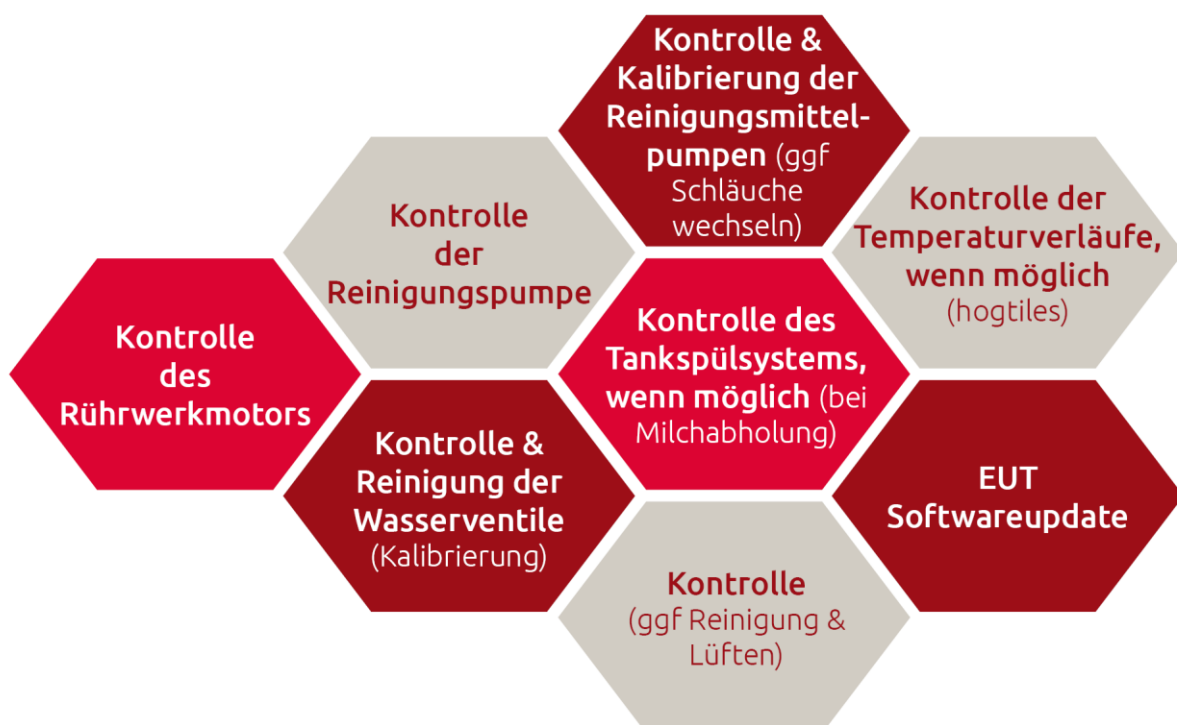 Kontrolle &
Kalibrierung der
Reinigungsmittel-
pumpen (ggf
Schläuche
wechseln)
Kontrolle
der
Reinigungspumpe
Kontrolle der
Temperaturverläufe,
wenn möglich
(hogtiles)
Kontrolle
des
Rührwerkmotors
Kontrolle des
Tankspülsystems,
wenn möglich (bei
Milchabholung)
Kontrolle &
Reinigung der
Wasserventile
(Kalibrierung)
EUT
Softwareupdate
Kontrolle
(ggf Reinigung &
Lüften)